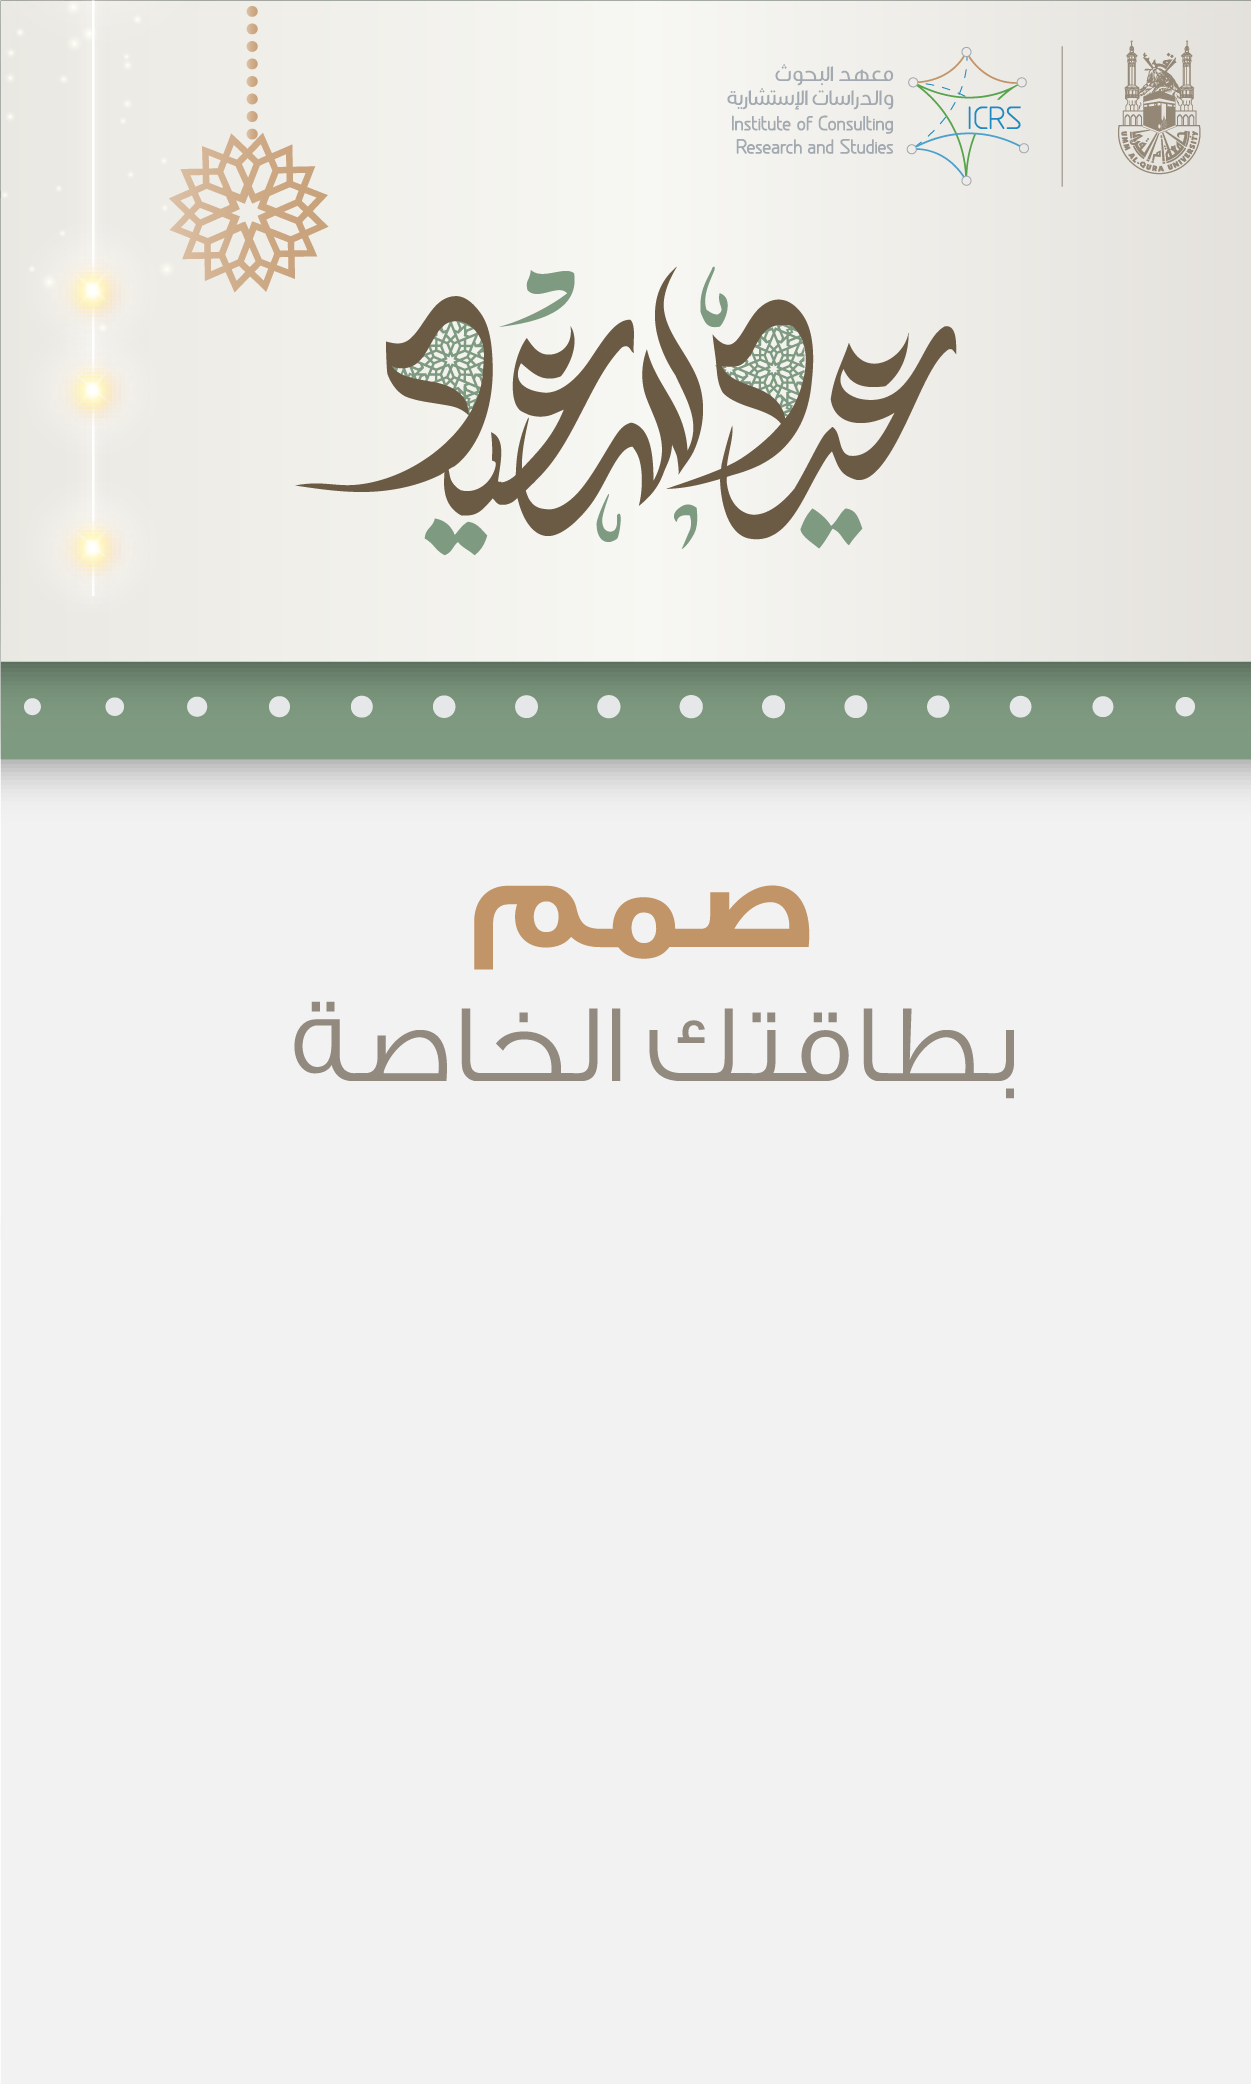 معهد البحوث
والدراسات الإستشارية
Institute of Consulting
Research and Studies
ICRS
UMM AL-QURA UNIVERSITY
عيدكم سعيد
صمم
بطاقتك الخاصة